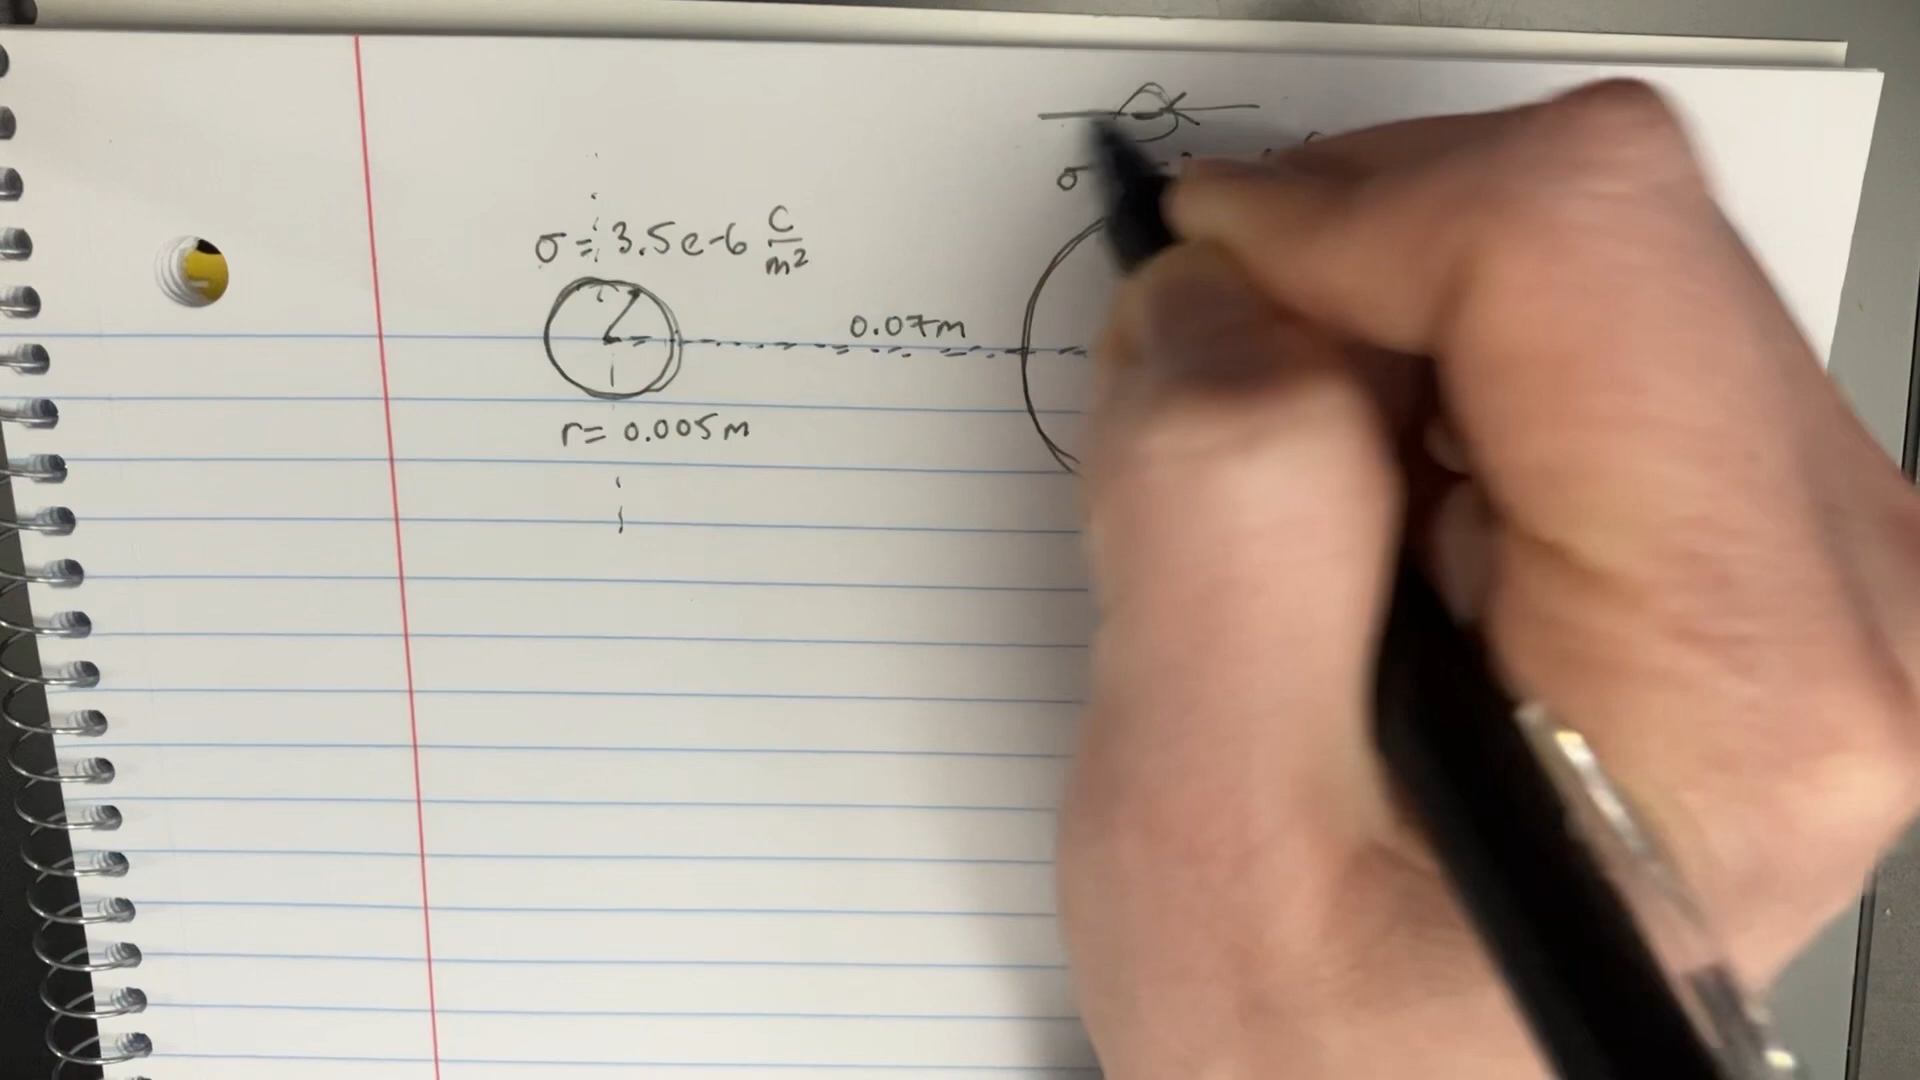 σ = 3.5e-6 C/m²
0.07m
r= 0.005m
σ